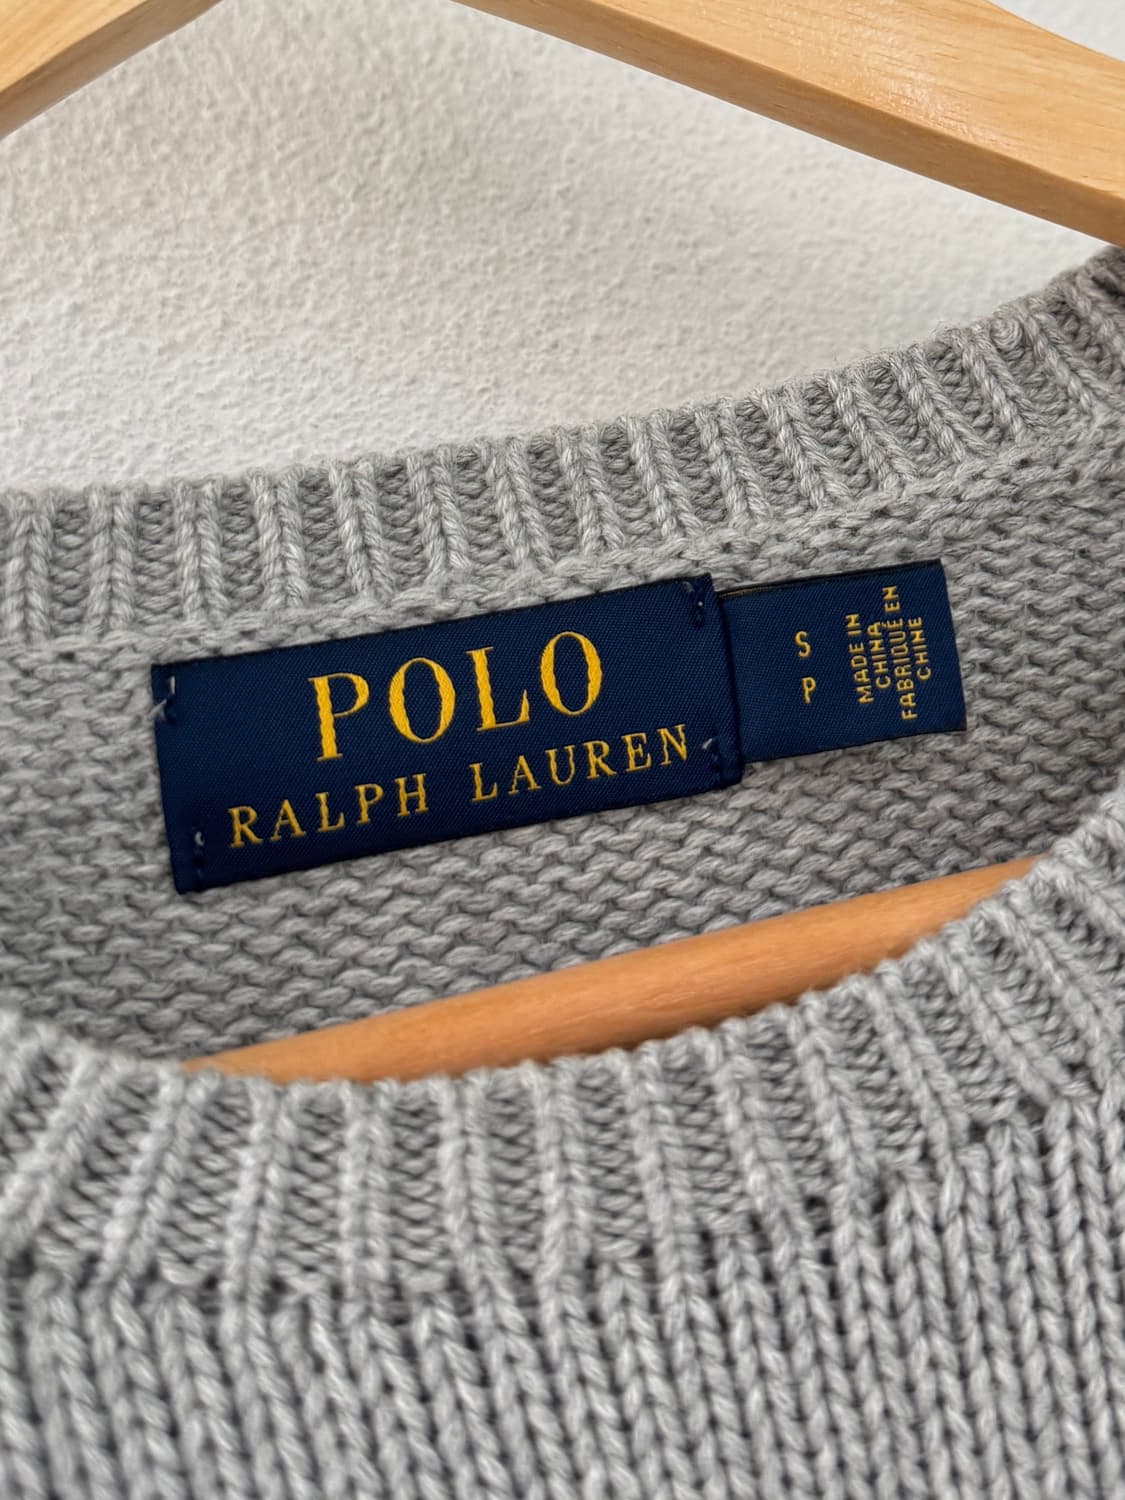 POLO
RALPH LAUREN
S
P
MADE IN
CHINA
FABRIQUÉ EN
CHINE